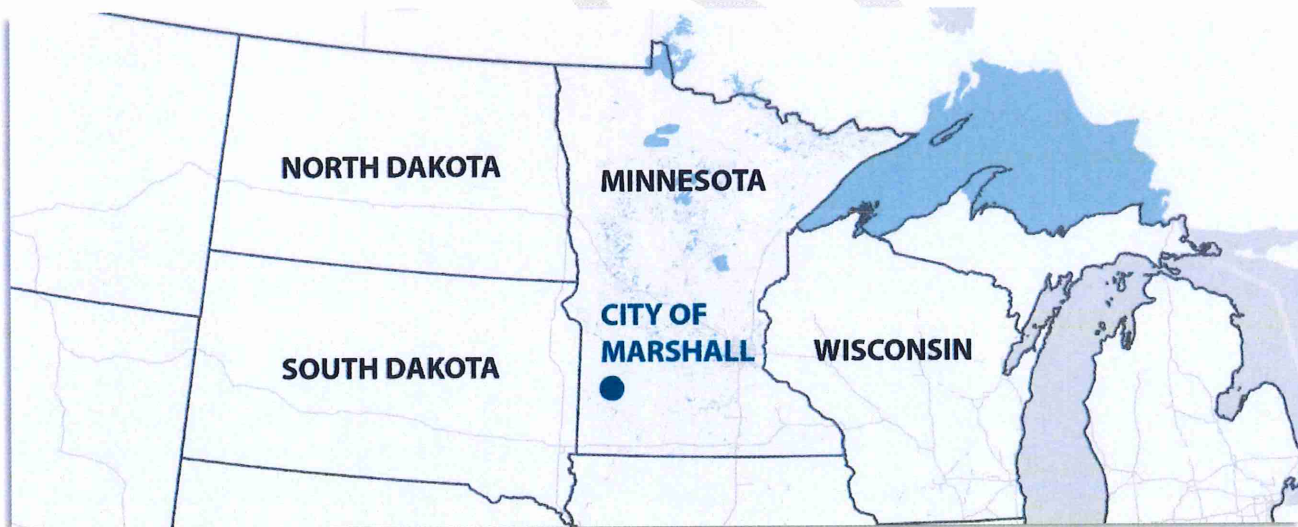 NORTH DAKOTA
MINNESOTA
CITY OF
MARSHALL
SOUTH DAKOTA
WISCONSIN